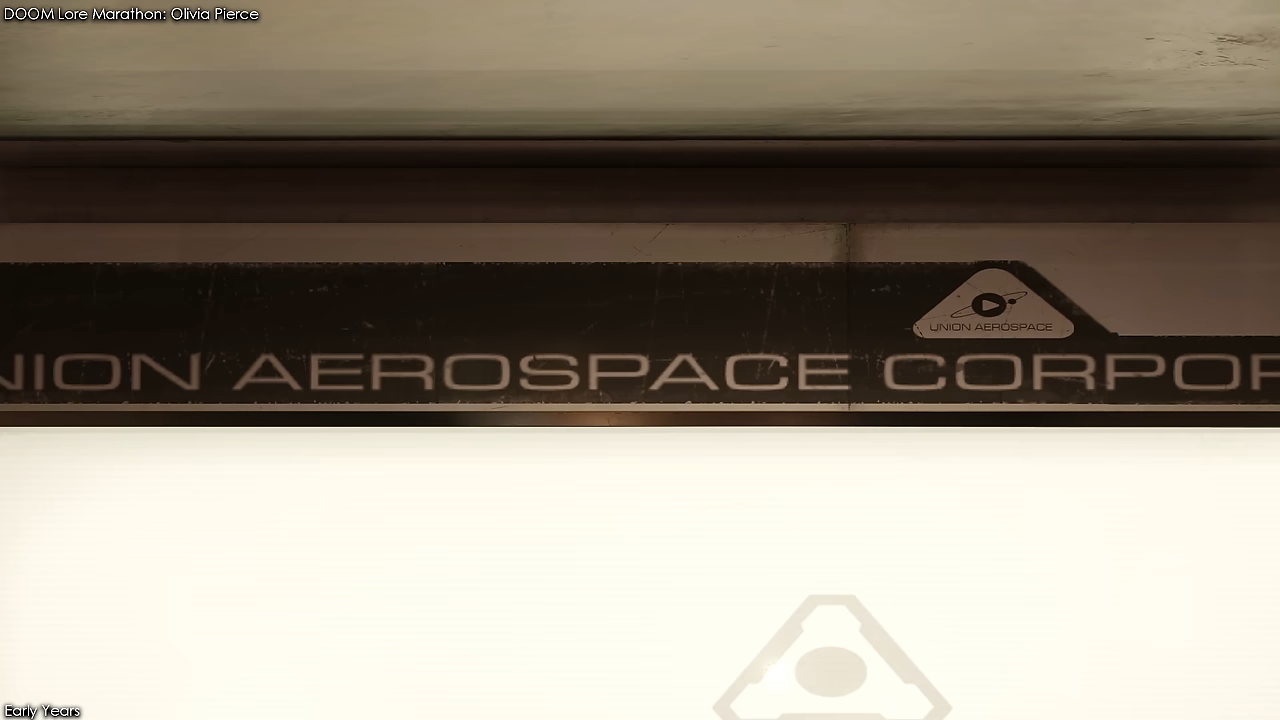 DOOM Lore Marathon: Olivia Pierce
UNION AEROSPACE
NION AEROSPACE CORPOR
Early Years